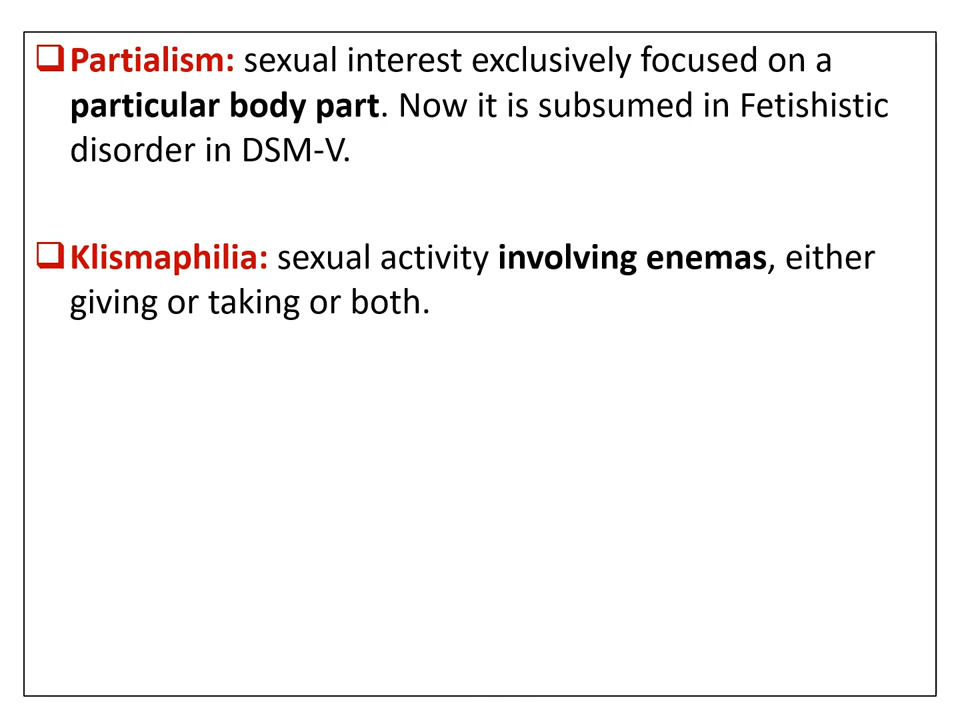 ❑Partialism: sexual interest exclusively focused on a
particular body part. Now it is subsumed in Fetishistic
disorder in DSM-V.
❑Klismaphilia: sexual activity involving enemas, either
giving or taking or both.